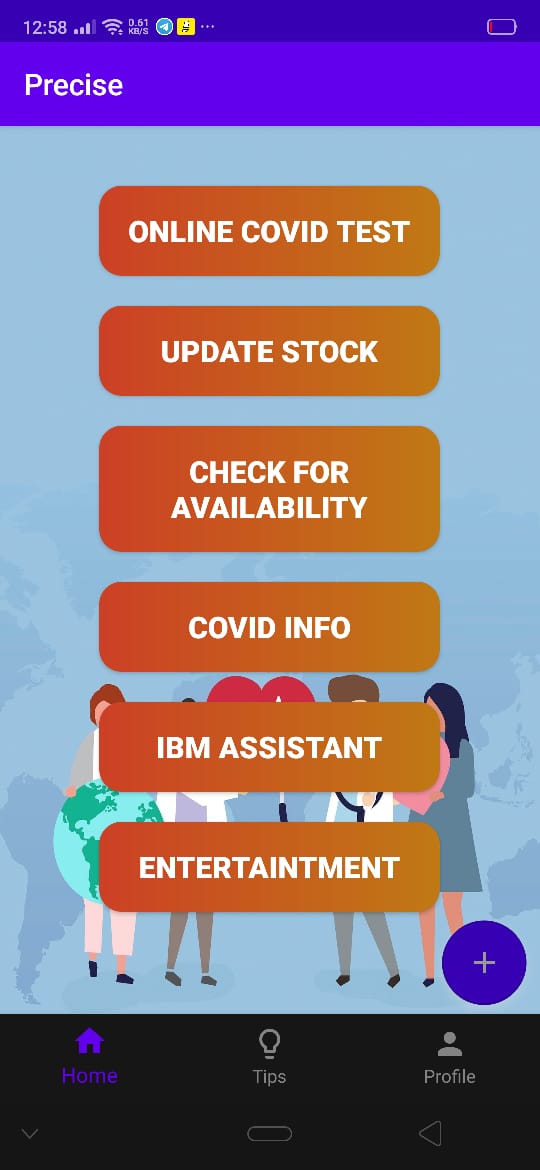 12:58 0.61 KB/S ...
Precise
ONLINE COVID TEST
UPDATE STOCK
CHECK FOR
AVAILABILITY
COVID INFO
IBM ASSISTANT
ENTERTAINTMENT
+
Home Tips Profile